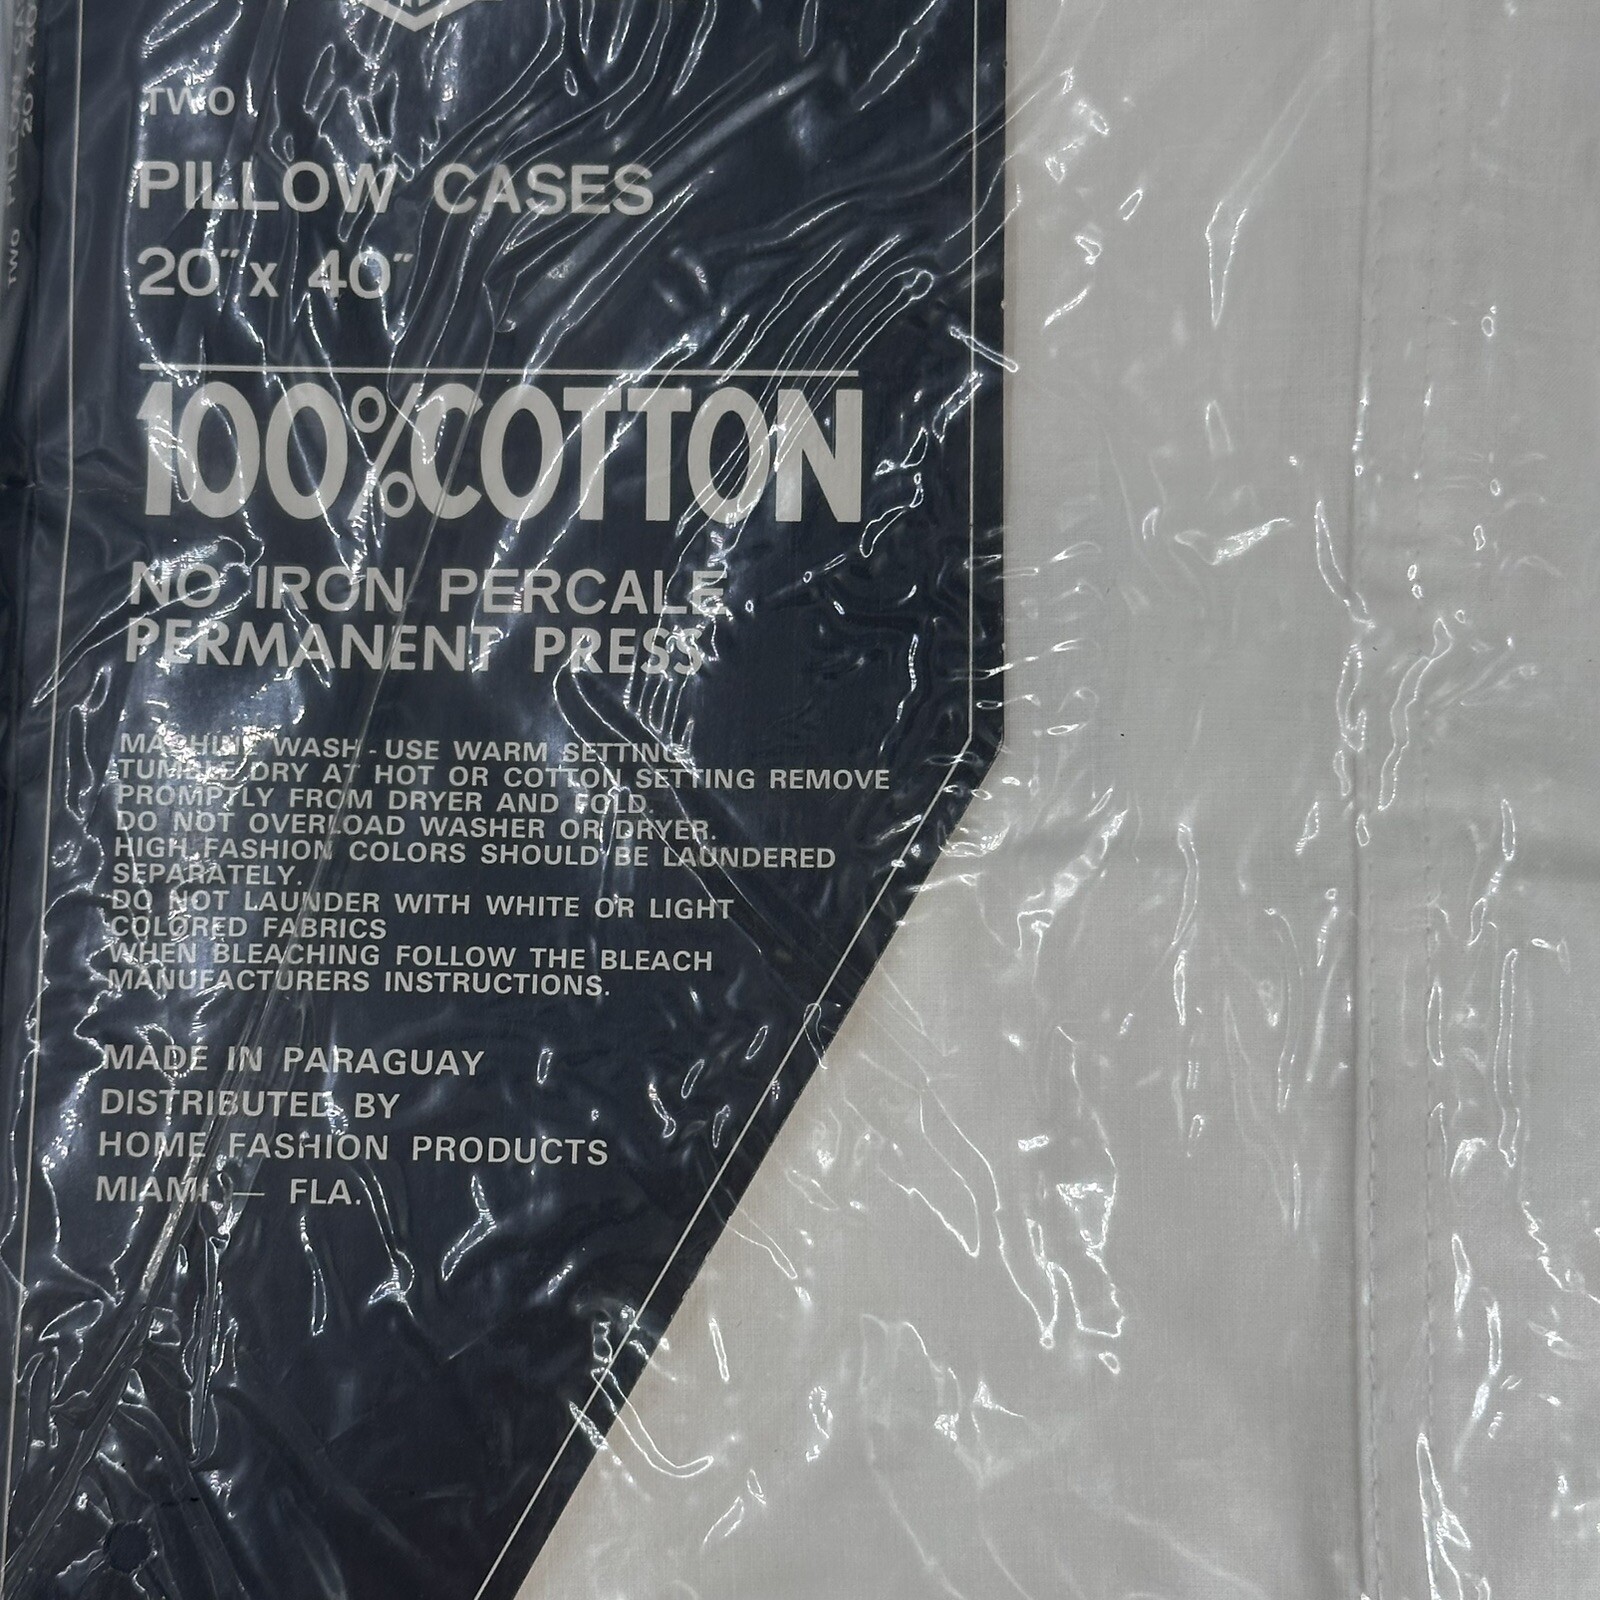 TWO
PILLOW CASES
20" x 40"
100% COTTON
NO IRON PERCALE
PERMANENT PRESS
MACHINE WASH - USE WARM SETTING
TUMBLE DRY AT HOT OR COTTON SETTING REMOVE
PROMPTLY FROM DRYER AND FOLD.
DO NOT OVERLOAD WASHER OR DRYER.
HIGH FASHION COLORS SHOULD BE LAUNDERED
SEPARATELY.
DO NOT LAUNDER WITH WHITE OR LIGHT
COLORED FABRICS
WHEN BLEACHING FOLLOW THE BLEACH
MANUFACTURERS INSTRUCTIONS.
MADE IN PARAGUAY
DISTRIBUTED BY
HOME FASHION PRODUCTS
MIAMI — FLA.
TWO PILLOW
20" x